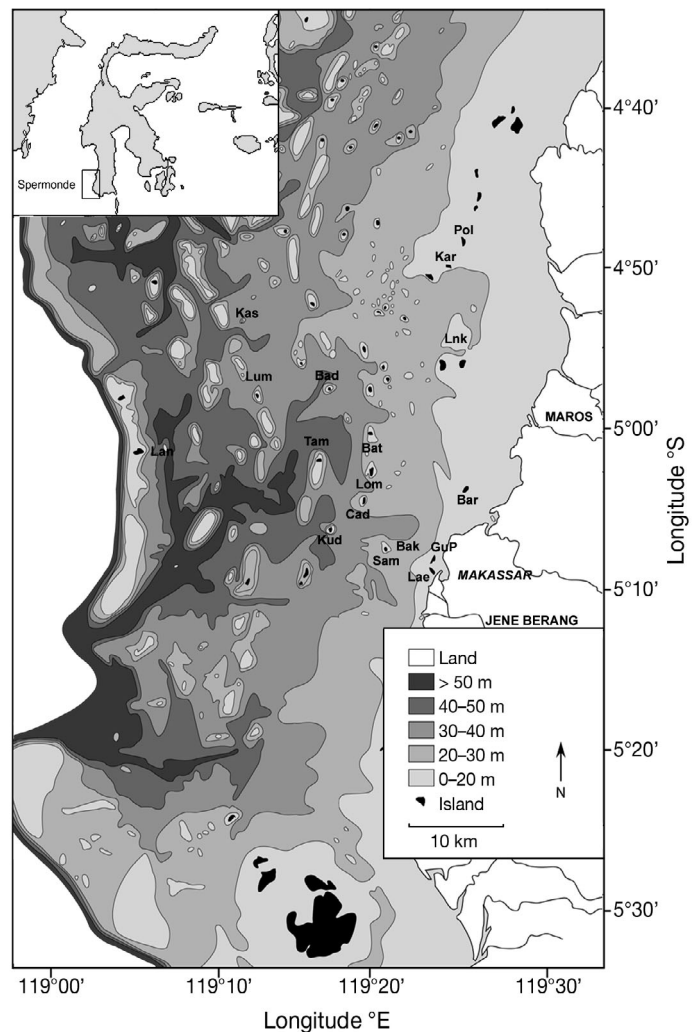 Spermonde
4°40'
Pol
Kar
4°50'
Kas
Lnk
Lum
Bad
MAROS
5°00'
Tam
Lan
Bat
Lom
Bar
Cad
Kud
Bak
GuP
Sam
Lae
MAKASSAR
5°10'
JENE BERANG
Longitude °S
Land
> 50 m
40–50 m
30–40 m
20–30 m
0–20 m
Island
10 km
N
5°20'
5°30'
119°00'
119°10'
119°20'
119°30'
Longitude °E